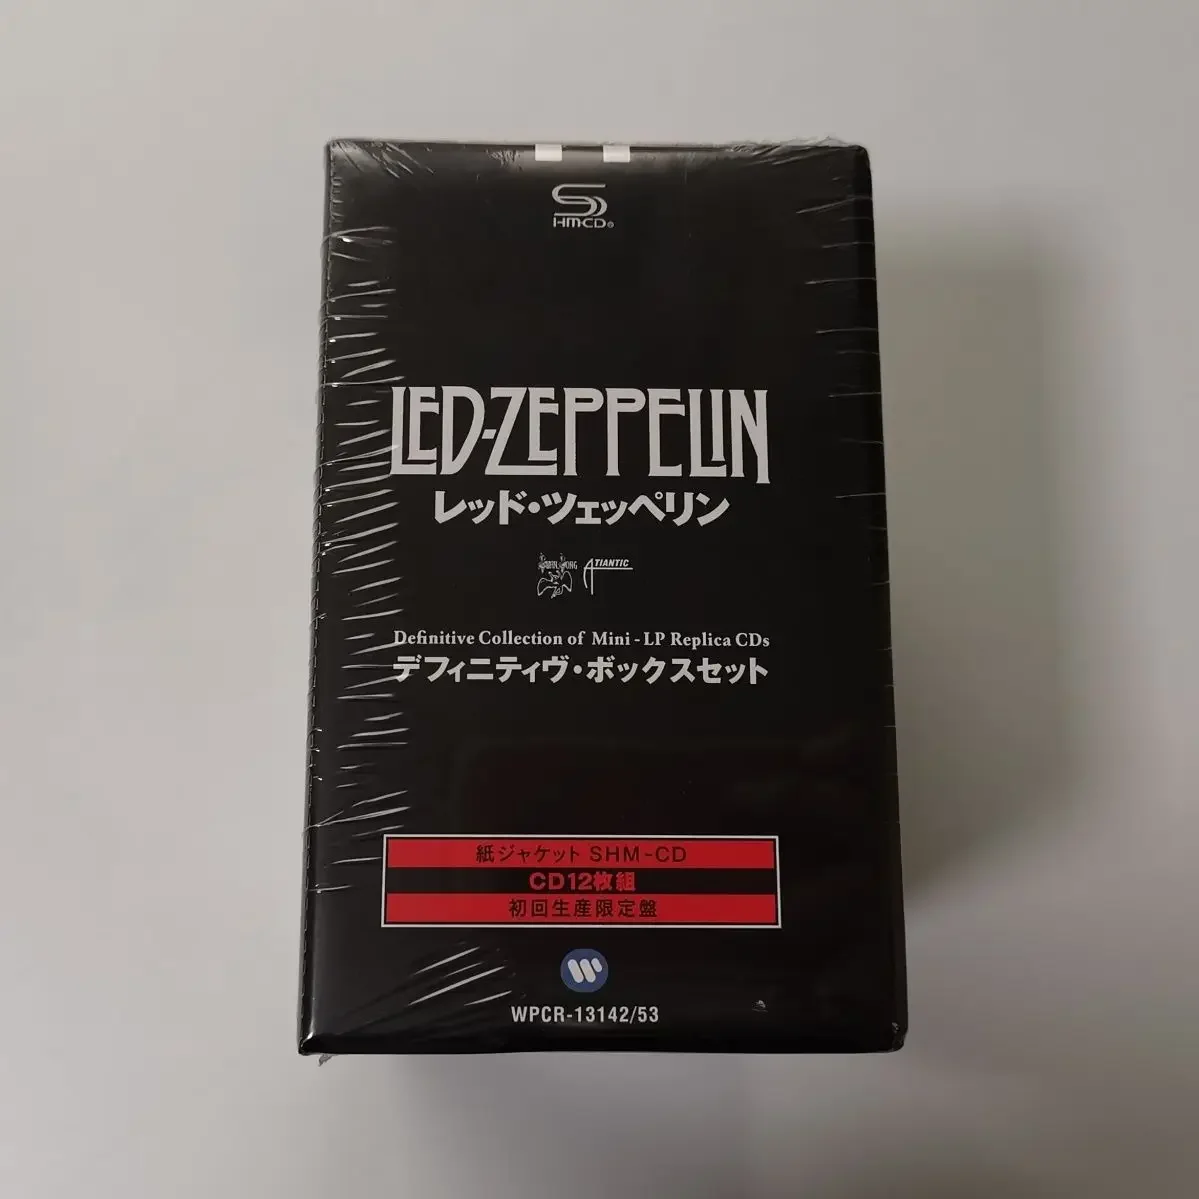 S
HMCD®
LED-ZEPPELIN
レッド・ツェッペリン
SWAN SONG ATLANTIC
Definitive Collection of Mini - LP Replica CDs
デフィニティヴ・ボックスセット
紙ジャケット SHM-CD
CD12枚組
初回生産限定盤
WPCR-13142/53